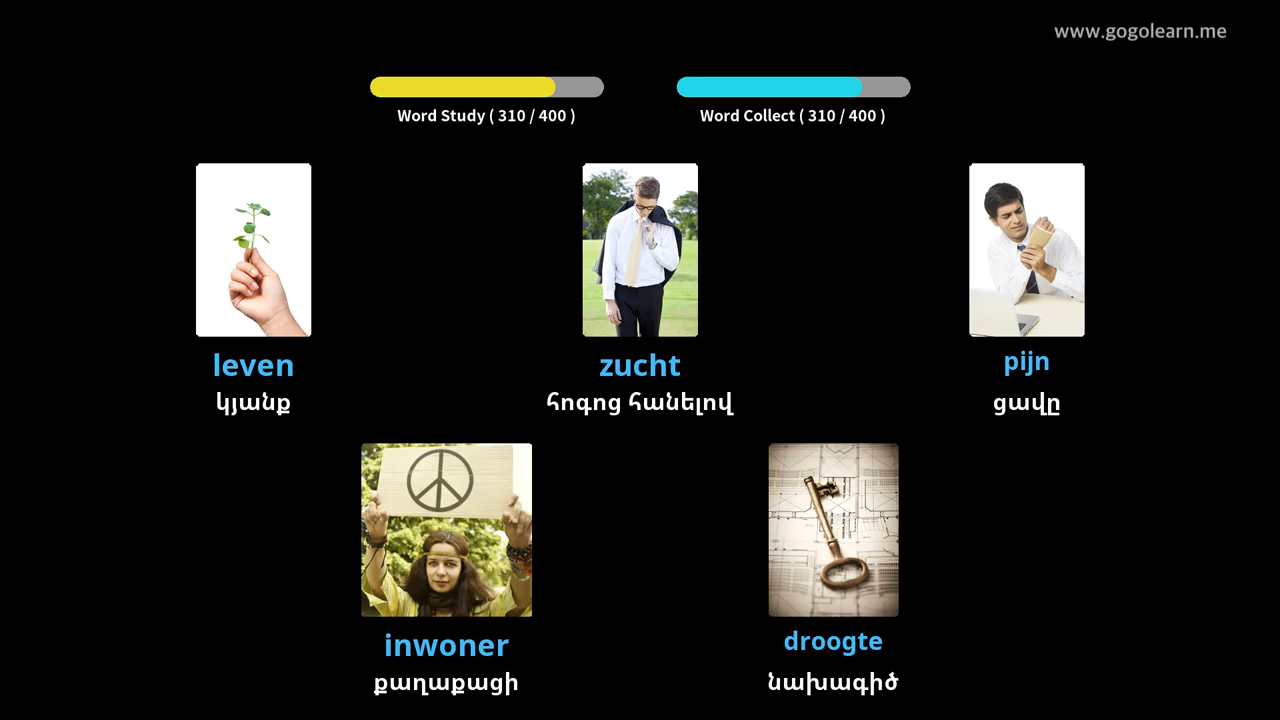 www.gogolearn.me
Word Study ( 310 / 400 )
Word Collect ( 310 / 400 )
leven
կյանք
zucht
հոգոց հանելով
pijn
ցավը
inwoner
քաղաքացի
droogte
նախագիծ